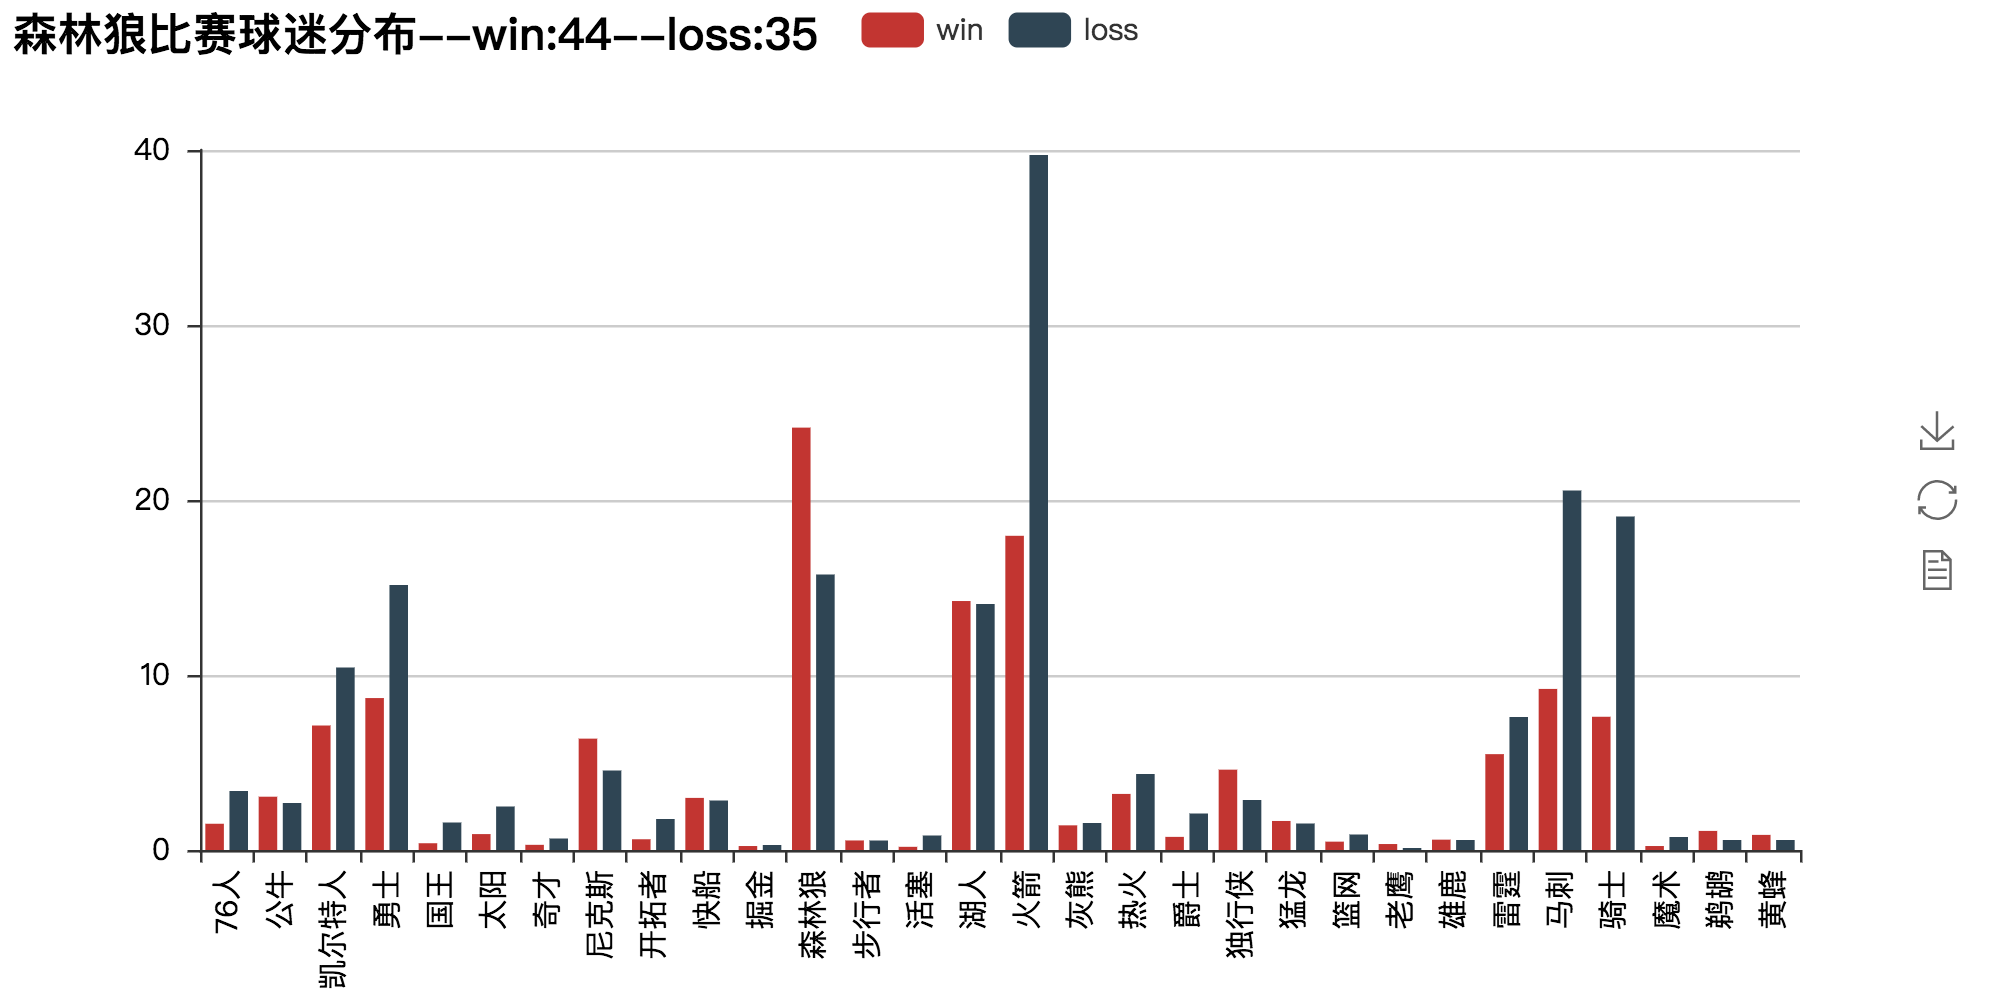 森林狼比赛球迷分布--win:44--loss:35
win
loss
40
30
20
10
0
76人
公牛
凯尔特人
勇士
国王
太阳
奇才
尼克斯
开拓者
快船
掘金
森林狼
步行者
活塞
湖人
火箭
灰熊
热火
爵士
独行侠
猛龙
篮网
老鹰
雄鹿
雷霆
马刺
骑士
魔术
鹈鹕
黄蜂